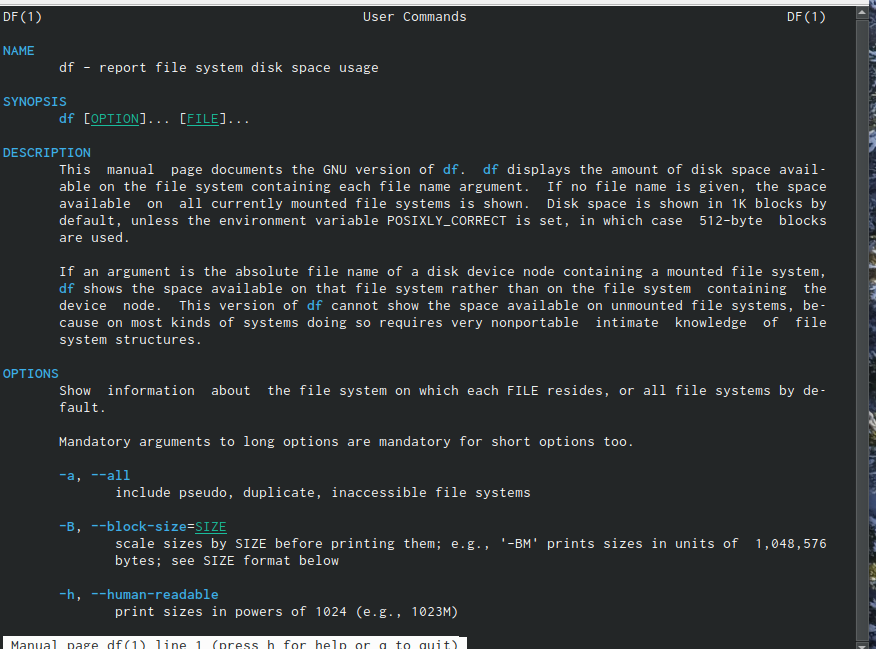 DF(1) User Commands DF(1)
NAME
df - report file system disk space usage
SYNOPSIS
df [OPTION]... [FILE]...
DESCRIPTION
This manual page documents the GNU version of df. df displays the amount of disk space avail-
able on the file system containing each file name argument. If no file name is given, the space
available on all currently mounted file systems is shown. Disk space is shown in 1K blocks by
default, unless the environment variable POSIXLY_CORRECT is set, in which case 512-byte blocks
are used.
If an argument is the absolute file name of a disk device node containing a mounted file system,
df shows the space available on that file system rather than on the file system containing the
device node. This version of df cannot show the space available on unmounted file systems, be-
cause on most kinds of systems doing so requires very nonportable intimate knowledge of file
system structures.
OPTIONS
Show information about the file system on which each FILE resides, or all file systems by de-
fault.
Mandatory arguments to long options are mandatory for short options too.
-a, --all
include pseudo, duplicate, inaccessible file systems
-B, --block-size=SIZE
scale sizes by SIZE before printing them; e.g., '-BM' prints sizes in units of 1,048,576
bytes; see SIZE format below
-h, --human-readable
print sizes in powers of 1024 (e.g., 1023M)
Manual page df(1) line 1 (press h for help or q to quit)